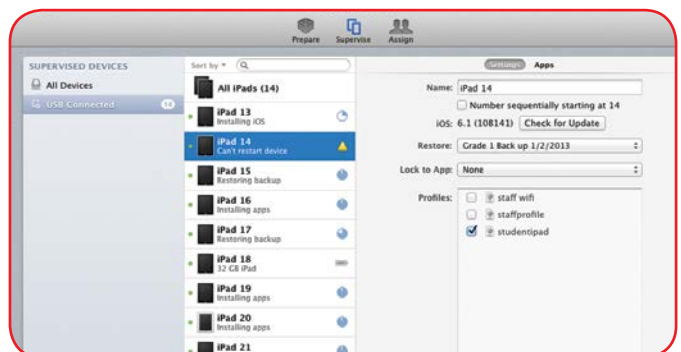 Prepare Supervise Assign
SUPERVISED DEVICES
All Devices
USB Connected 14
Sort by
All iPads (14)
iPad 13
Installing iOS
iPad 14
Can't restart device
iPad 15
Restoring backup
iPad 16
Installing apps
iPad 17
Restoring backup
iPad 18
32 GB iPad
iPad 19
Installing apps
iPad 20
Installing apps
iPad 21
Settings Apps
Name: iPad 14
Number sequentially starting at 14
iOS: 6.1 (10B141) Check for Update
Restore: Grade 1 Back up 1/2/2013
Lock to App: None
Profiles: staff wifi
staffprofile
studentipad